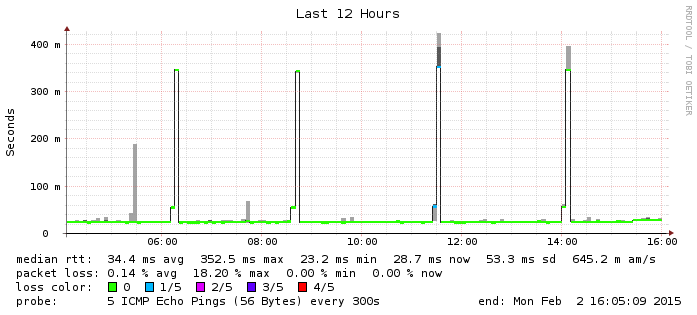 Last 12 Hours
RRDTOOL / TOBI OETIKER
Seconds
400 m
300 m
200 m
100 m
0
06:00 08:00 10:00 12:00 14:00 16:00
median rtt: 34.4 ms avg 352.5 ms max 23.2 ms min 28.7 ms now 53.3 ms sd 645.2 m am/s
packet loss: 0.14 % avg 18.20 % max 0.00 % min 0.00 % now
loss color: 0 1/5 2/5 3/5 4/5
probe: 5 ICMP Echo Pings (56 Bytes) every 300s end: Mon Feb 2 16:05:09 2015